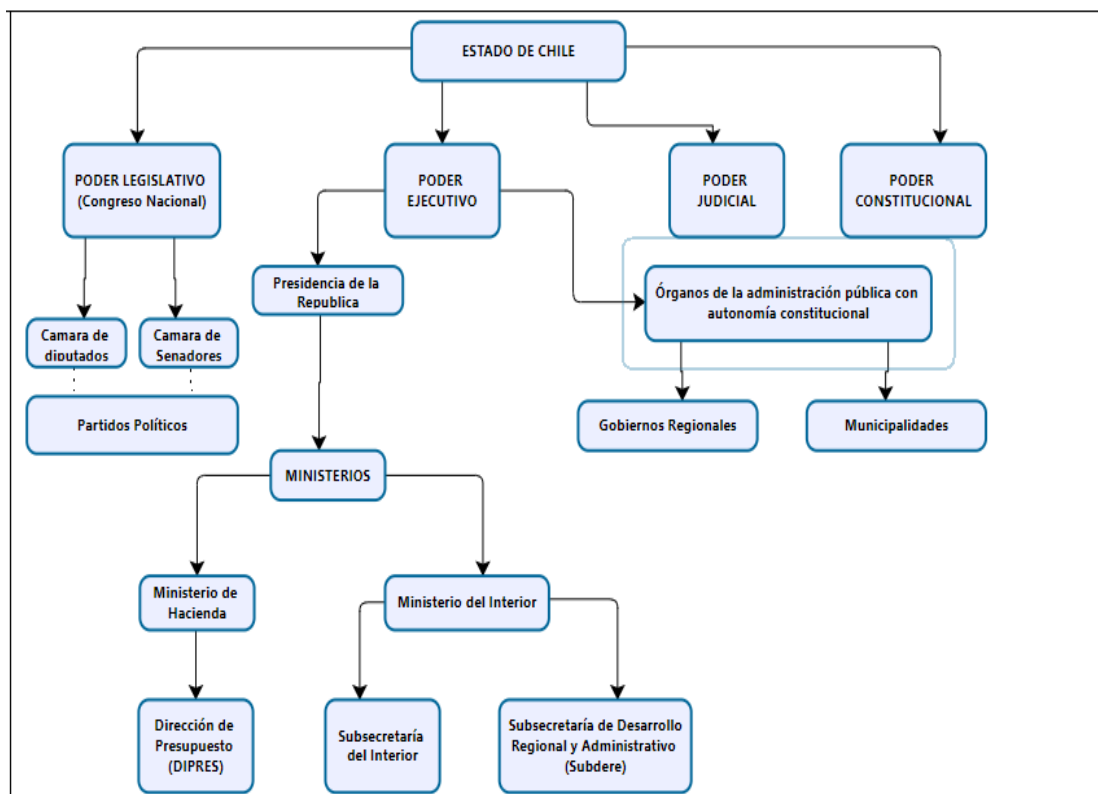 ESTADO DE CHILE
PODER LEGISLATIVO
(Congreso Nacional)
PODER
EJECUTIVO
PODER
JUDICIAL
PODER
CONSTITUCIONAL
Presidencia de la
Republica
Órganos de la administración pública con
autonomía constitucional
Camara de
diputados
Camara de
Senadores
Partidos Políticos
Gobiernos Regionales
Municipalidades
MINISTERIOS
Ministerio de
Hacienda
Ministerio del Interior
Dirección de
Presupuesto
(DIPRES)
Subsecretaría
del Interior
Subsecretaría de Desarrollo
Regional y Administrativo
(Subdere)